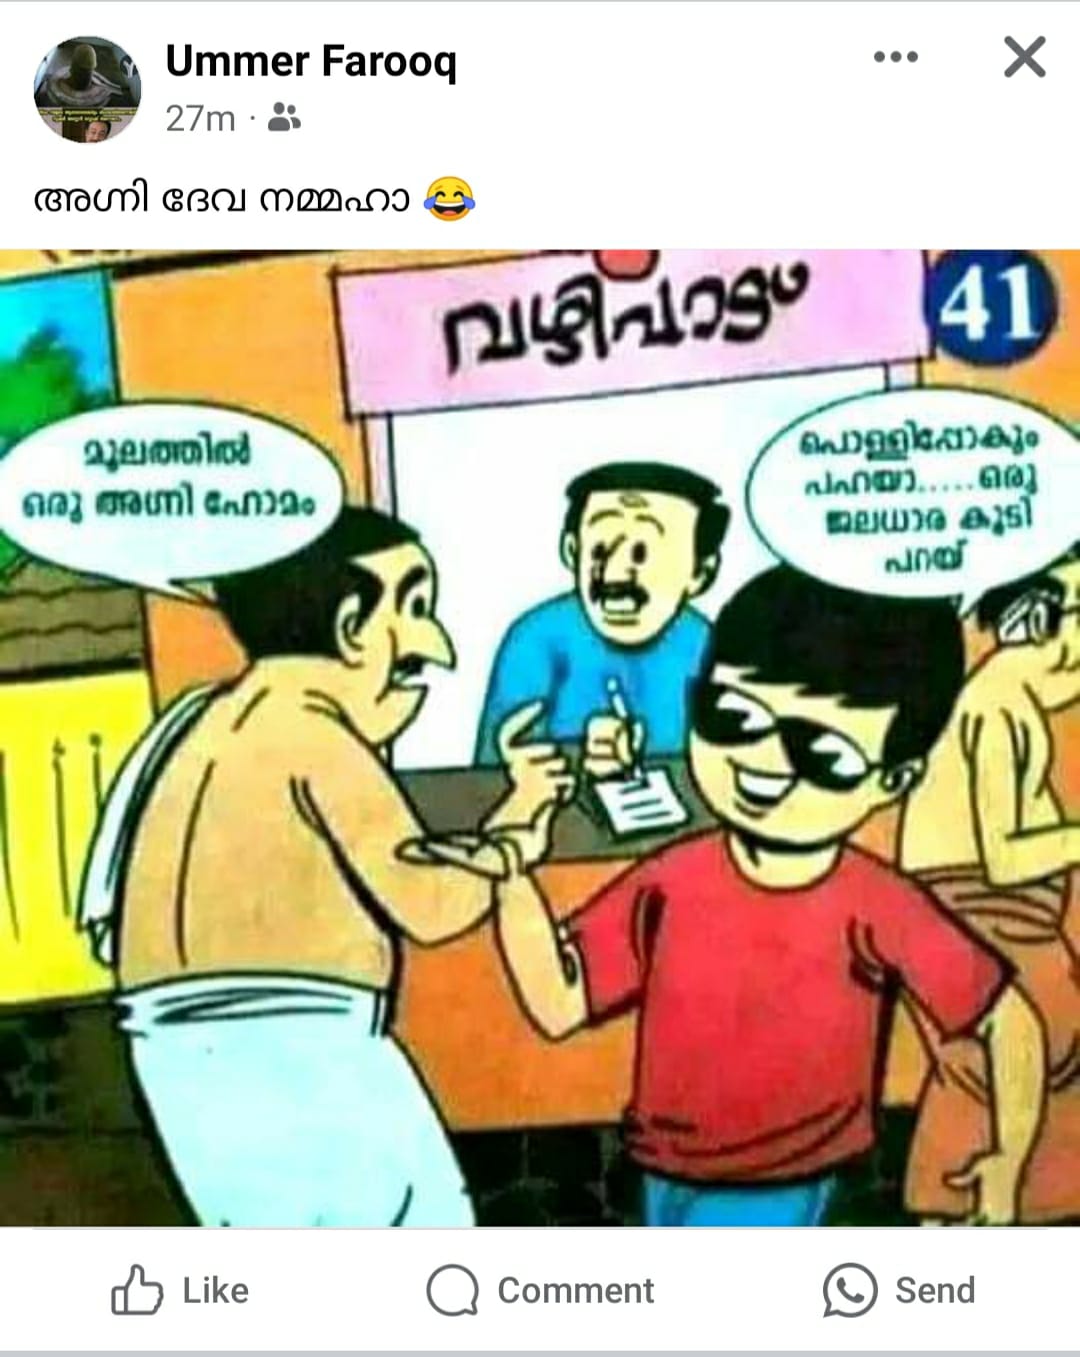 Ummer Farooq
27m
അഗ്നി ദേവ നമ്മഹാ 😂
വഴിപാട്
41
മൂലത്തിൽ
ഒരു അഗ്നി ഹോമം
പൊള്ളിപ്പോകും
പഹയാ.....ഒരു
ജലധാര കൂടി
പറയ്
Like
Comment
Send